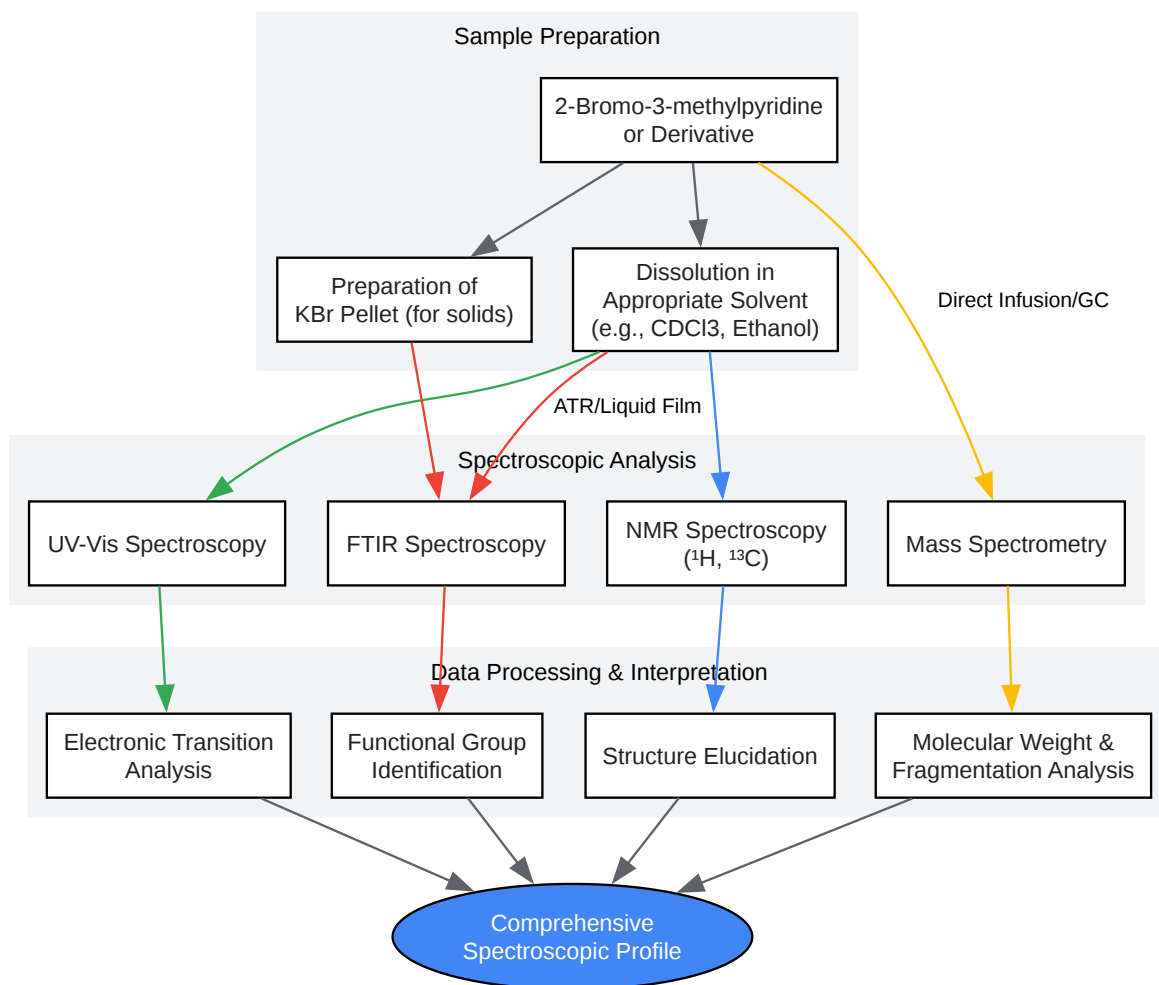 Sample Preparation
2-Bromo-3-methylpyridine
or Derivative
Preparation of
KBr Pellet (for solids)
Dissolution in
Appropriate Solvent
(e.g., CDCl3, Ethanol)
Direct Infusion/GC
ATR/Liquid Film
Spectroscopic Analysis
UV-Vis Spectroscopy
FTIR Spectroscopy
NMR Spectroscopy
(¹H, ¹³C)
Mass Spectrometry
Data Processing & Interpretation
Electronic Transition
Analysis
Functional Group
Identification
Structure Elucidation
Molecular Weight &
Fragmentation Analysis
Comprehensive
Spectroscopic Profile